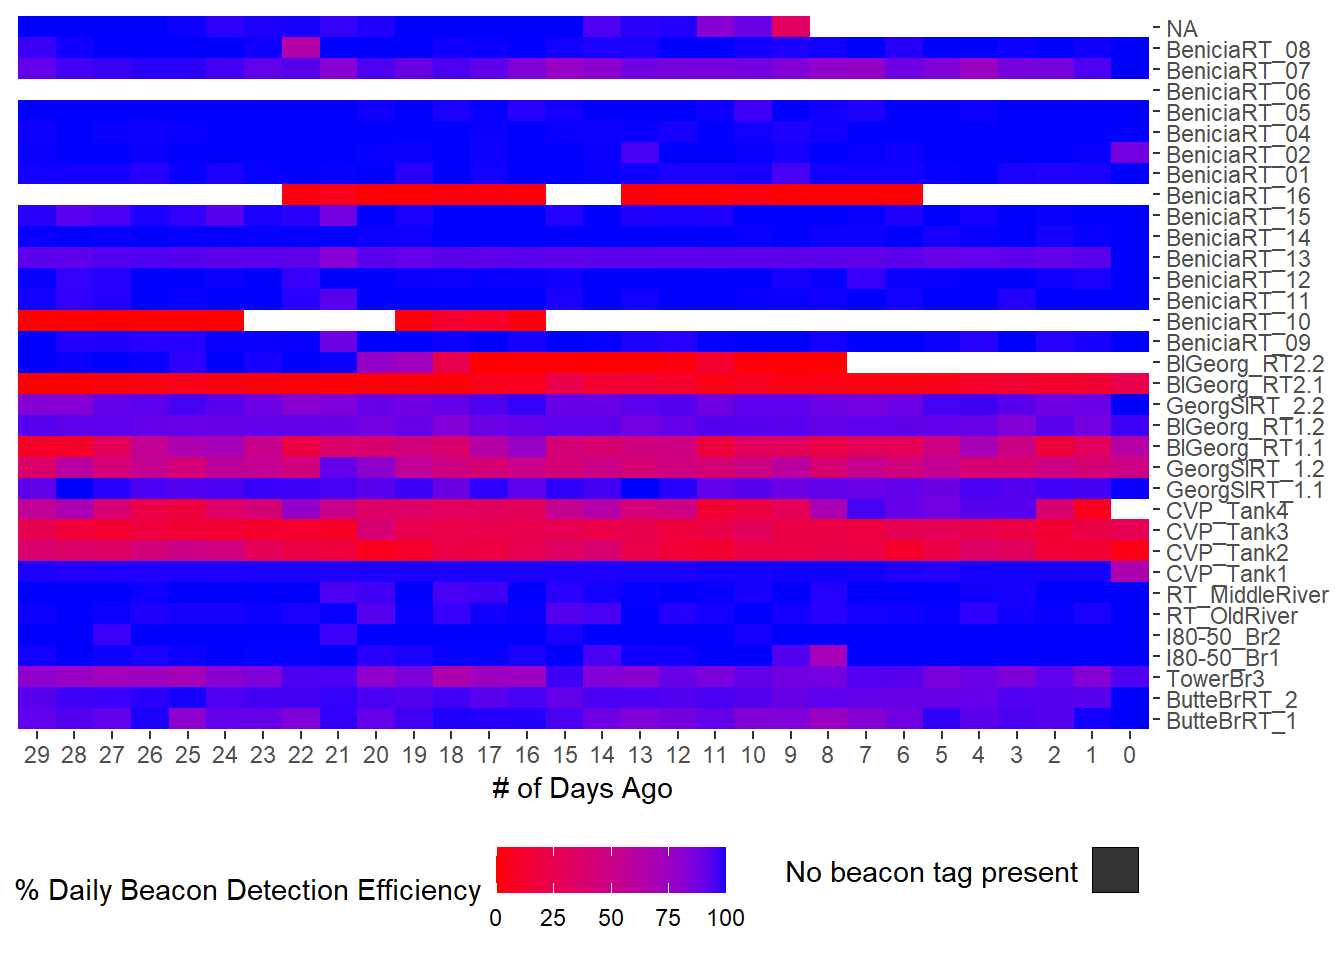 NA
BeniciaRT_08
BeniciaRT_07
BeniciaRT_06
BeniciaRT_05
BeniciaRT_04
BeniciaRT_02
BeniciaRT_01
BeniciaRT_16
BeniciaRT_15
BeniciaRT_14
BeniciaRT_13
BeniciaRT_12
BeniciaRT_11
BeniciaRT_10
BeniciaRT_09
BlGeorg_RT2.2
BlGeorg_RT2.1
GeorgSlRT_2.2
BlGeorg_RT1.2
BlGeorg_RT1.1
GeorgSlRT_1.2
GeorgSlRT_1.1
CVP_Tank4
CVP_Tank3
CVP_Tank2
CVP_Tank1
RT_MiddleRiver
RT_OldRiver
I80-50_Br2
I80-50_Br1
TowerBr3
ButteBrRT_2
ButteBrRT_1
29 28 27 26 25 24 23 22 21 20 19 18 17 16 15 14 13 12 11 10 9 8 7 6 5 4 3 2 1 0
# of Days Ago
% Daily Beacon Detection Efficiency
0 25 50 75 100
No beacon tag present